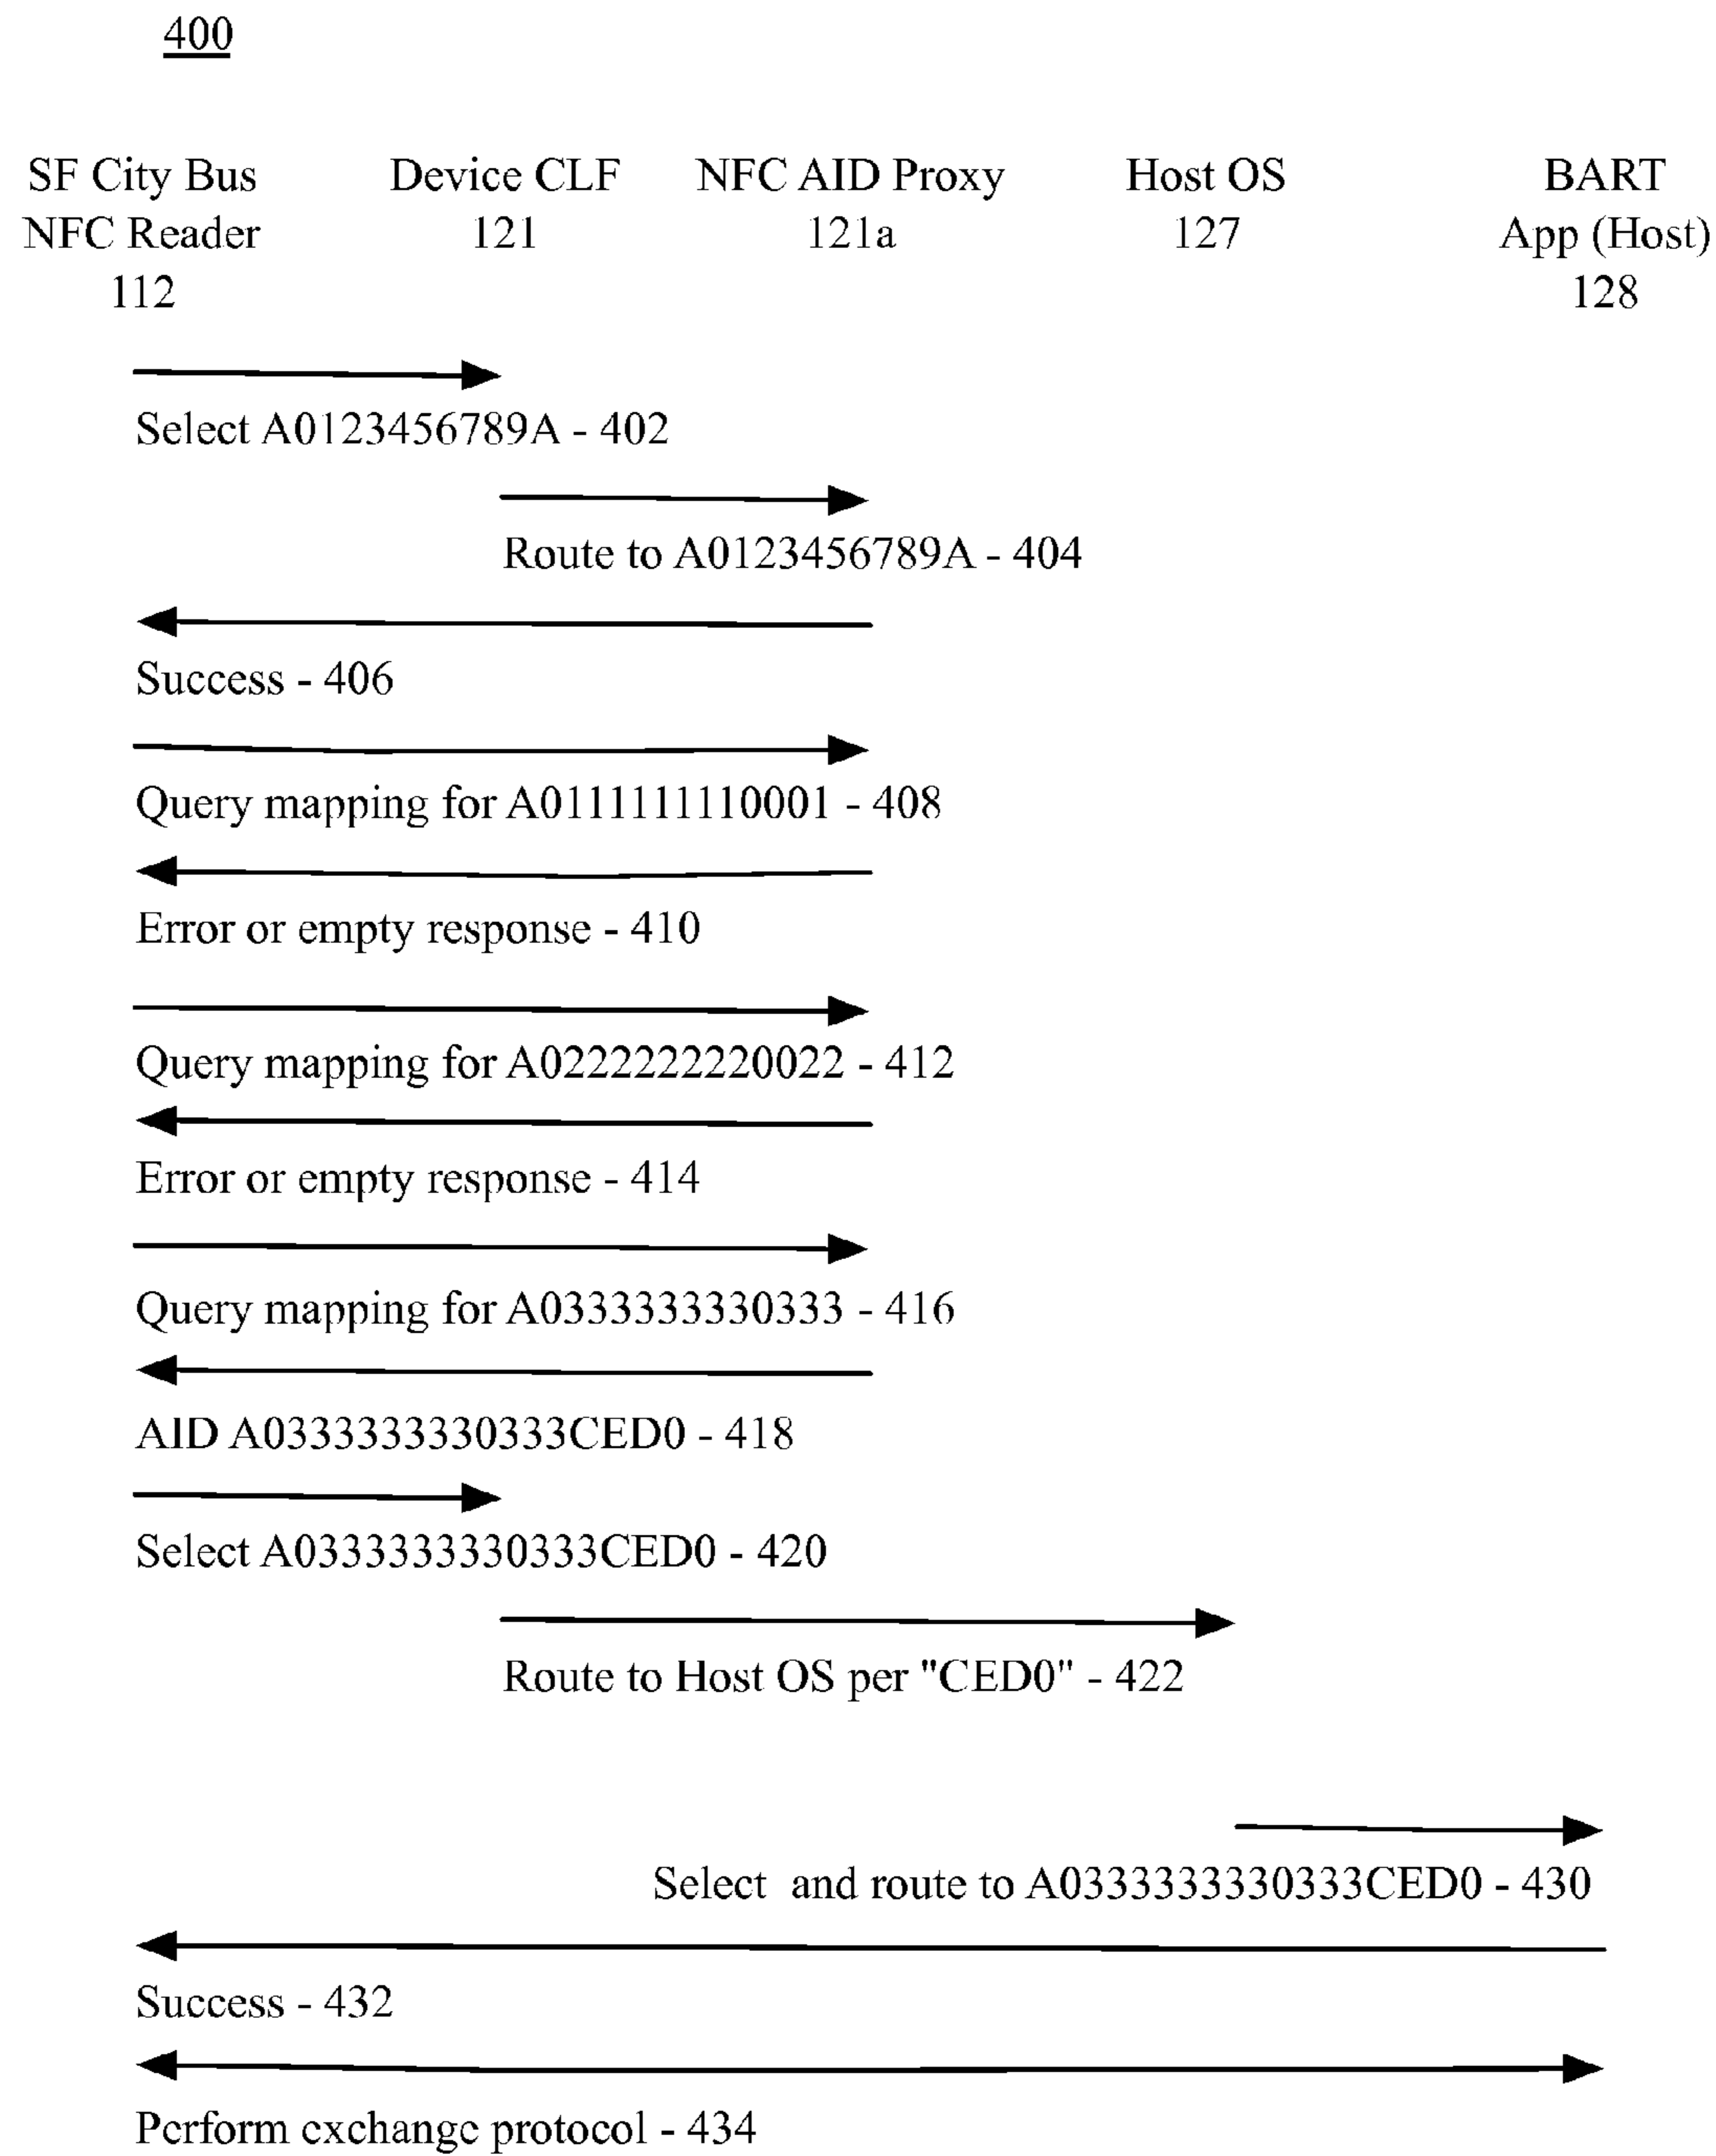 400
SF City Bus Device CLF NFC AID Proxy Host OS BART
NFC Reader 121 121a 127 App (Host)
112 128
Select A0123456789A - 402
Route to A0123456789A - 404
Success - 406
Query mapping for A0111111110001 - 408
Error or empty response - 410
Query mapping for A0222222220022 - 412
Error or empty response - 414
Query mapping for A0333333330333 - 416
AID A0333333330333CED0 - 418
Select A0333333330333CED0 - 420
Route to Host OS per "CED0" - 422
Select and route to A0333333330333CED0 - 430
Success - 432
Perform exchange protocol - 434